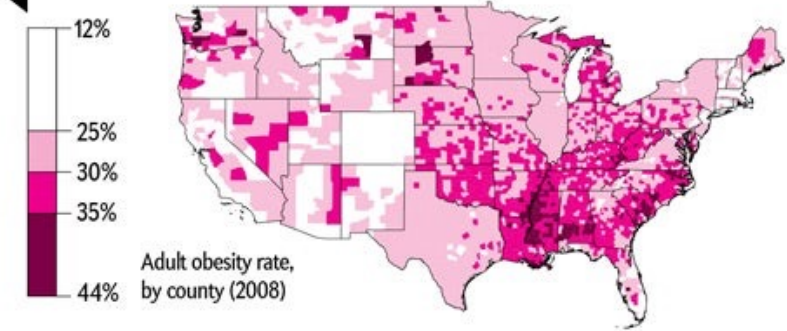 12%
25%
30%
35%
44%
Adult obesity rate,
by county (2008)